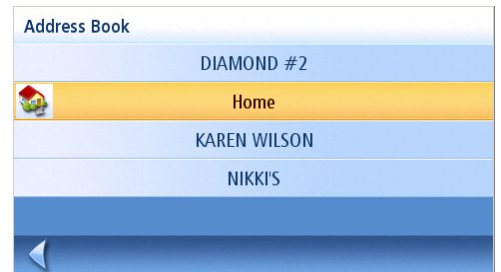 Address Book
DIAMOND #2
Home
KAREN WILSON
NIKKI'S